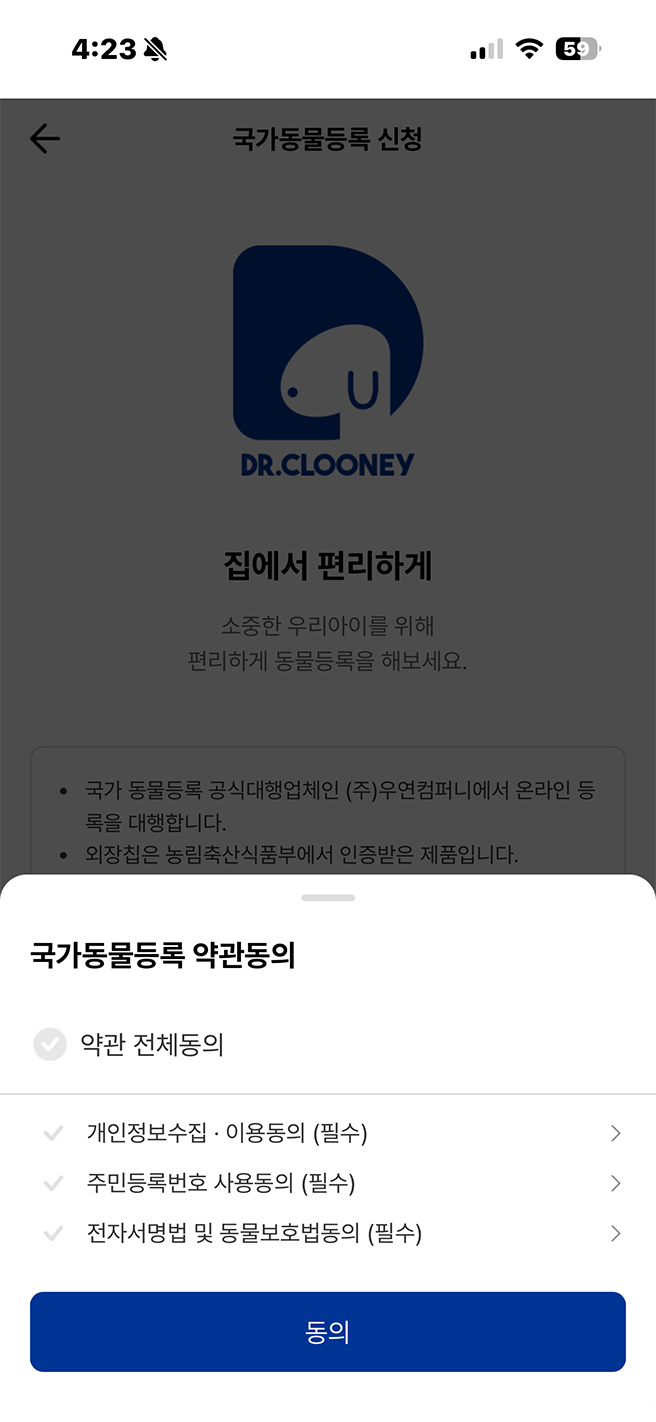 4:23
59
국가동물등록 신청
DR.CLOONEY
집에서 편리하게
소중한 우리아이를 위해
편리하게 동물등록을 해보세요.
• 국가 동물등록 공식대행업체인 (주)우연컴퍼니에서 온라인 등
록을 대행합니다.
• 외장칩은 농림축산식품부에서 인증받은 제품입니다.
국가동물등록 약관동의
약관 전체동의
개인정보수집 · 이용동의 (필수)
주민등록번호 사용동의 (필수)
전자서명법 및 동물보호법동의 (필수)
동의